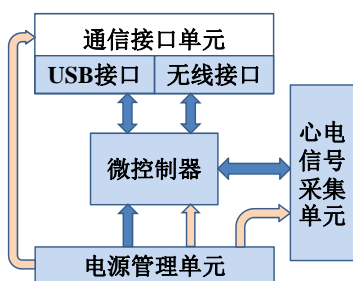 通信接口单元
USB接口
无线接口
微控制器
心电
信号
采集
单元
电源管理单元